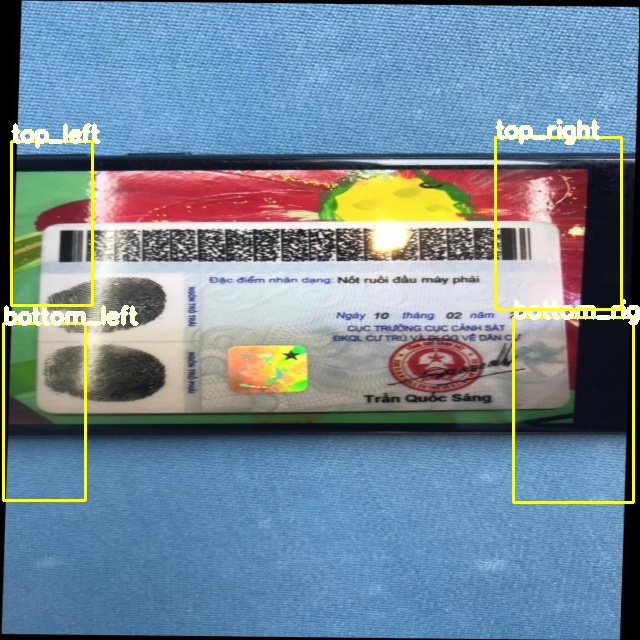 top_left
top_right
Đặc điểm nhân dạng: Nốt ruồi đầu mày phải
NGÓN TRỎ TRÁI
Ngày 10 tháng 02 năm
bottom_left
CỤC TRƯỞNG CỤC CẢNH SÁT
ĐKQL CƯ TRÚ VÀ DLQG VỀ DÂN CƯ
NGÓN TRỎ PHẢI
Trần Quốc Sáng